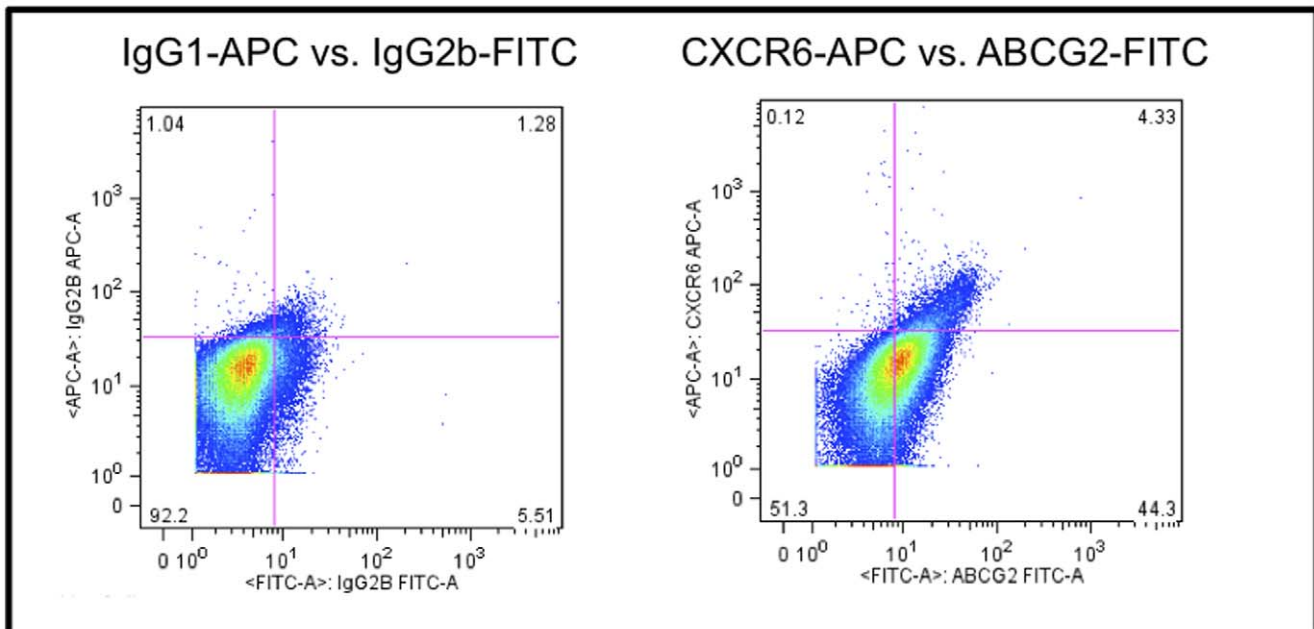 IgG1-APC vs. IgG2b-FITC
1.04 1.28
10³
10²
10¹
10⁰
0
<APC-A>: IgG2B APC-A
92.2 5.51
0 10⁰ 10¹ 10² 10³
<FITC-A>: IgG2B FITC-A
CXCR6-APC vs. ABCG2-FITC
0.12 4.33
10³
10²
10¹
10⁰
0
<APC-A>: CXCR6 APC-A
51.3 44.3
0 10⁰ 10¹ 10² 10³
<FITC-A>: ABCG2 FITC-A